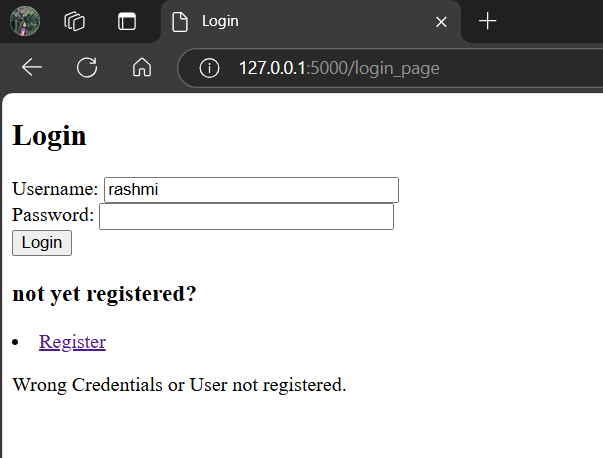 Login
127.0.0.1:5000/login_page
Login
Username: rashmi
Password:
Login
not yet registered?
Register
Wrong Credentials or User not registered.